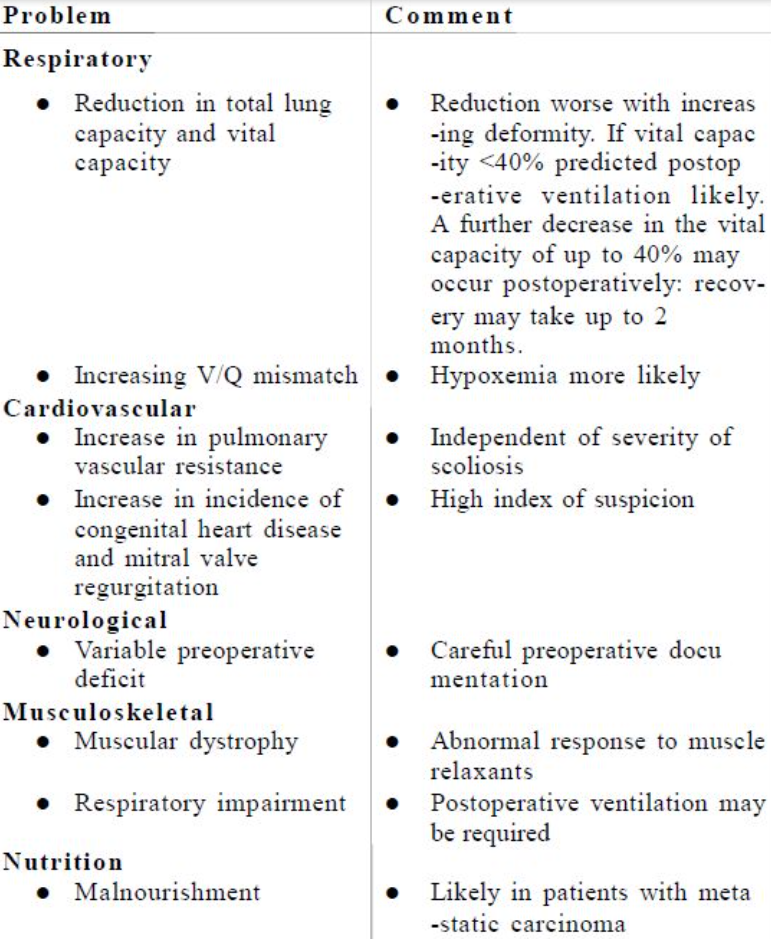 Problem Comment
Respiratory
● Reduction in total lung ● Reduction worse with increas
capacity and vital -ing deformity. If vital capac
capacity -ity <40% predicted postop
-erative ventilation likely.
A further decrease in the vital
capacity of up to 40% may
occur postoperatively: recov-
ery may take up to 2
months.
● Increasing V/Q mismatch ● Hypoxemia more likely
Cardiovascular
● Increase in pulmonary ● Independent of severity of
vascular resistance scoliosis
● Increase in incidence of ● High index of suspicion
congenital heart disease
and mitral valve
regurgitation
Neurological
● Variable preoperative ● Careful preoperative docu
deficit mentation
Musculoskeletal
● Muscular dystrophy ● Abnormal response to muscle
relaxants
● Respiratory impairment ● Postoperative ventilation may
be required
Nutrition
● Malnourishment ● Likely in patients with meta
-static carcinoma